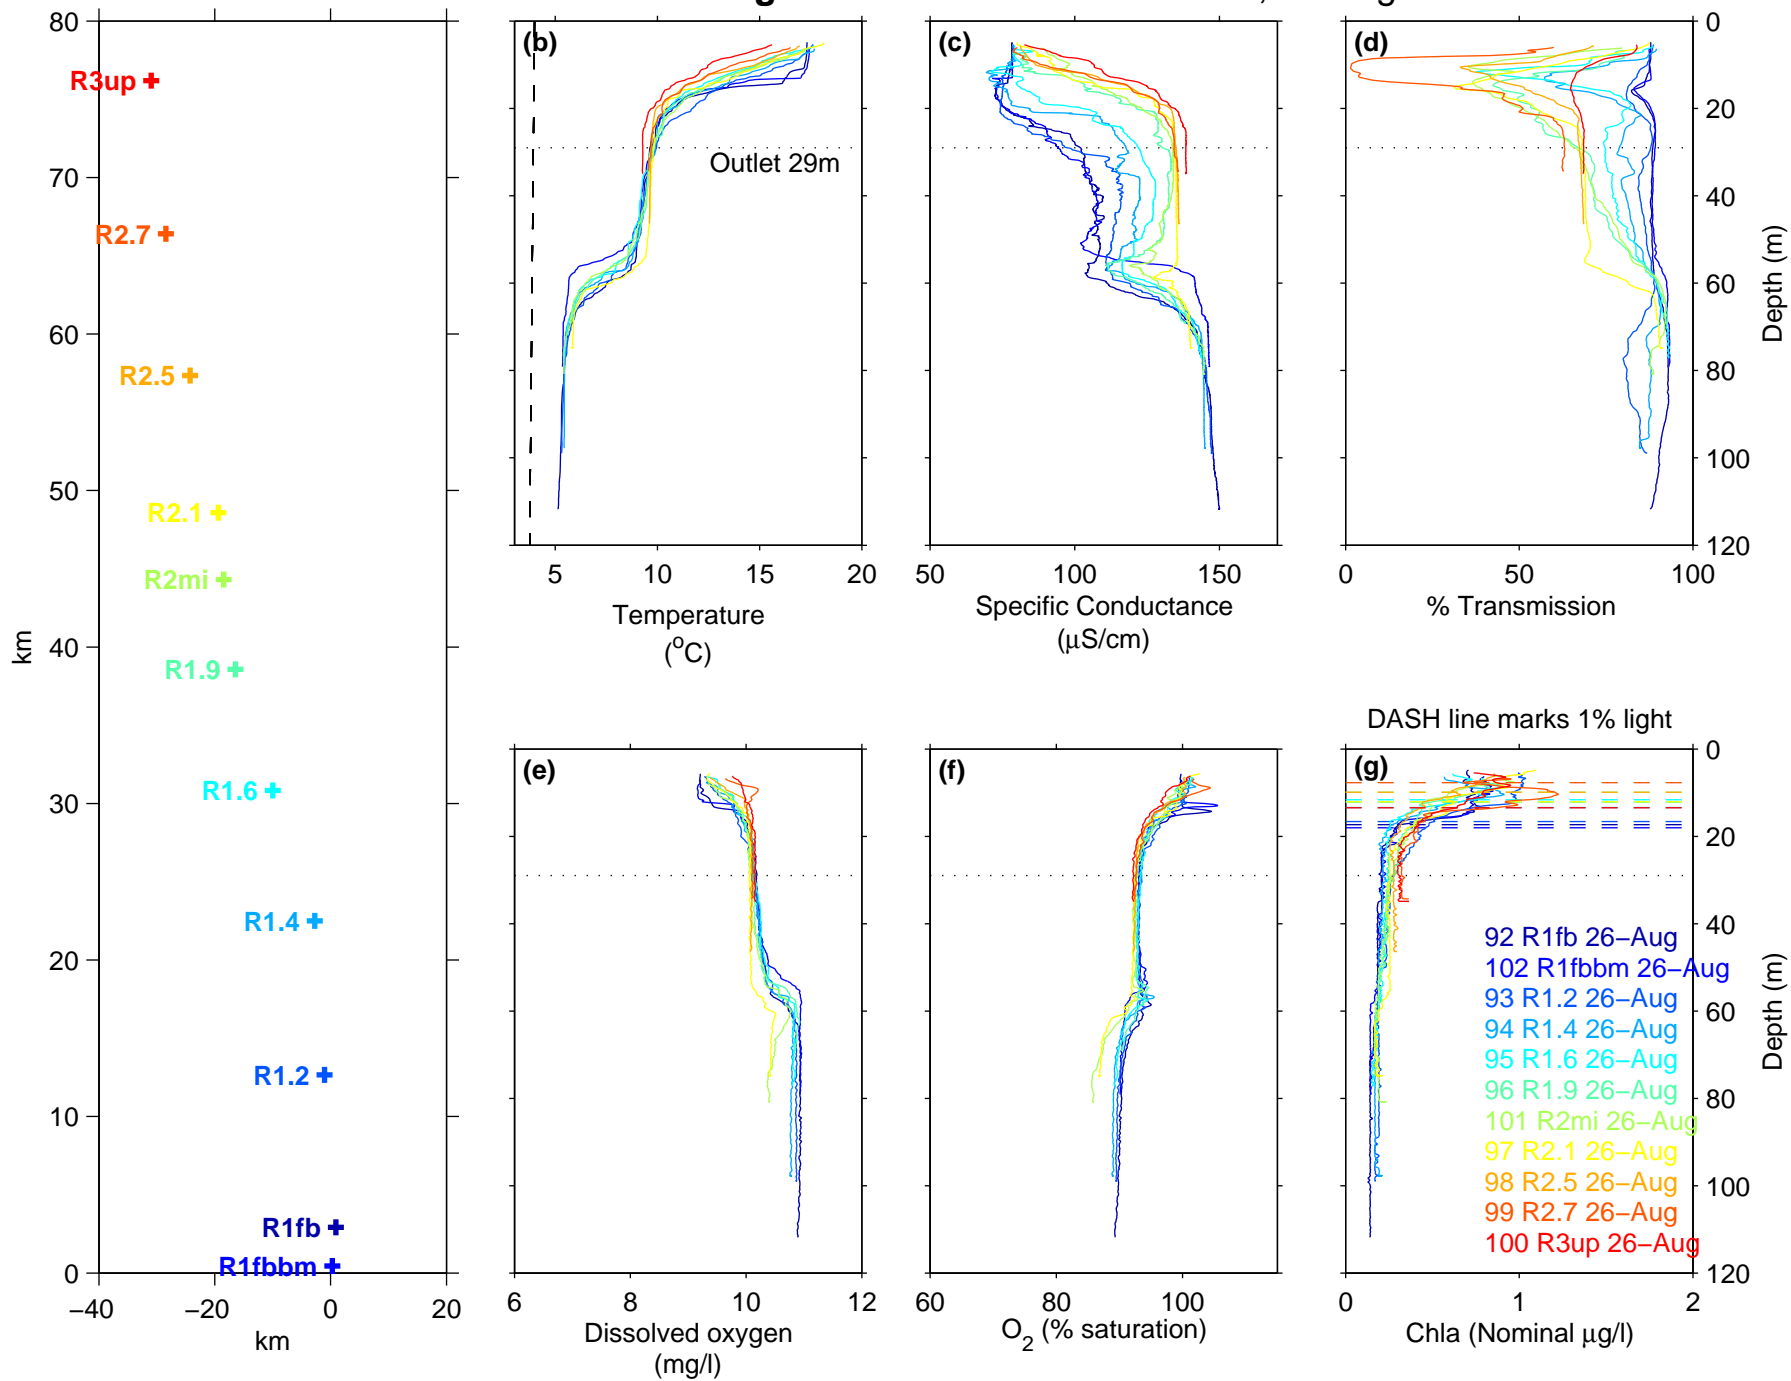 80
70
60
50
40
30
20
10
0
km
−40
−20
0
20
km
R3up
R2.7
R2.5
R2.1
R2mi
R1.9
R1.6
R1.4
R1.2
R1fb
R1fbbm
(b)
Outlet 29m
5
10
15
20
Temperature
(°C)
(c)
50
100
150
Specific Conductance
(µS/cm)
(d)
0
50
100
% Transmission
0
20
40
60
80
100
120
Depth (m)
(e)
6
8
10
12
Dissolved oxygen
(mg/l)
(f)
60
80
100
O2 (% saturation)
DASH line marks 1% light
(g)
92 R1fb 26−Aug
102 R1fbbm 26−Aug
93 R1.2 26−Aug
94 R1.4 26−Aug
95 R1.6 26−Aug
96 R1.9 26−Aug
101 R2mi 26−Aug
97 R2.1 26−Aug
98 R2.5 26−Aug
99 R2.7 26−Aug
100 R3up 26−Aug
0
1
2
Chla (Nominal µg/l)
0
20
40
60
80
100
120
Depth (m)